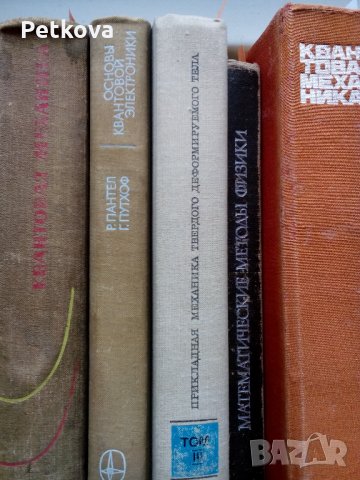 Petkova
КВАНТОВАЯ МЕХАНИКА
Р. ПАНТЕЛ
Г. ПУТХОФ
ОСНОВЫ
КВАНТОВОЙ
ЭЛЕКТРОНИКИ
ПРИКЛАДНАЯ МЕХАНИКА ТВЕРДОГО ДЕФОРМИРУЕМОГО ТЕЛА
ТОМ
III
МАТЕМАТИЧЕСКИЕ МЕТОДЫ ФИЗИКИ
КВАН
ТОВАЯ
МЕХА
НИКА
BAZAR